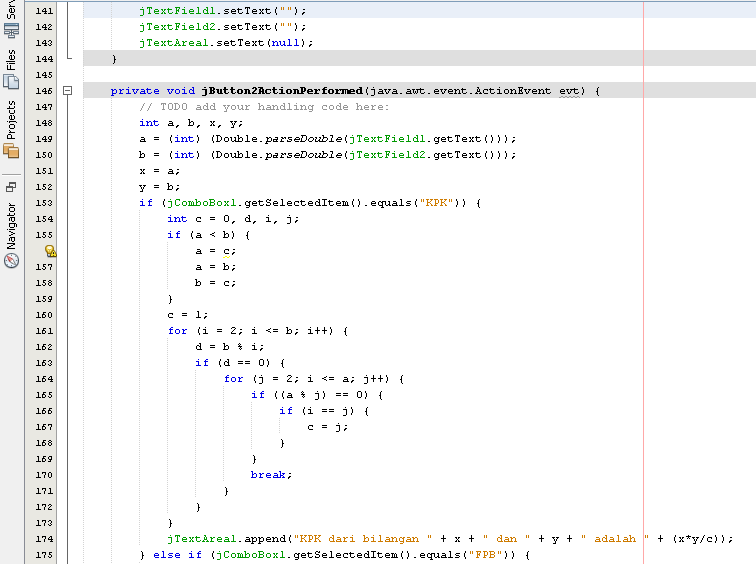 Serv
Files
Projects
Navigator
141 jTextField1.setText("");
142 jTextField2.setText("");
143 jTextArea1.setText(null);
144 }
145
146 private void jButton2ActionPerformed(java.awt.event.ActionEvent evt) {
147 // TODO add your handling code here:
148 int a, b, x, y;
149 a = (int) (Double.parseDouble(jTextField1.getText()));
150 b = (int) (Double.parseDouble(jTextField2.getText()));
151 x = a;
152 y = b;
153 if (jComboBox1.getSelectedItem().equals("KPK")) {
154 int c = 0, d, i, j;
155 if (a < b) {
a = c;
157 a = b;
158 b = c;
159 }
160 c = 1;
161 for (i = 2; i <= b; i++) {
162 d = b % i;
163 if (d == 0) {
164 for (j = 2; i <= a; j++) {
165 if ((a % j) == 0) {
166 if (i == j) {
167 c = j;
168 }
169 }
170 break;
171 }
172 }
173 }
174 jTextArea1.append("KPK dari bilangan " + x + " dan " + y + " adalah " + (x*y/c));
175 } else if (jComboBox1.getSelectedItem().equals("FPB")) {